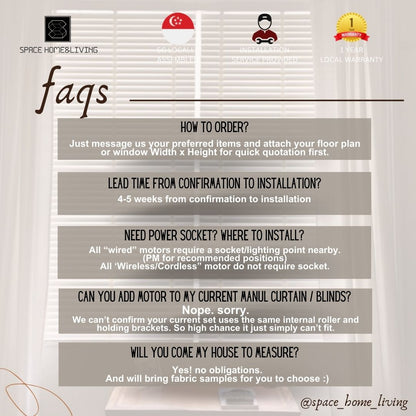 SPACE HOME&LIVING
SG LOCALLY
ASSEMBLED
INSTALLATION
SERVICE PROVIDED
1
WARRANTY
1 YEAR
LOCAL WARRANTY
faqs
HOW TO ORDER?
Just message us your preferred items and attach your floor plan
or window Width x Height for quick quotation first.
LEAD TIME FROM CONFIRMATION TO INSTALLATION?
4-5 weeks from confirmation to installation
NEED POWER SOCKET? WHERE TO INSTALL?
All “wired” motors require a socket/lighting point nearby.
(PM for recommended positions)
All ‘Wireless/Cordless” motor do not require socket.
CAN YOU ADD MOTOR TO MY CURRENT MANUL CURTAIN / BLINDS?
Nope. sorry.
We can’t confirm your current set uses the same internal roller and
holding brackets. So high chance it just simply can’t fit.
WILL YOU COME MY HOUSE TO MEASURE?
Yes! no obligations.
And will bring fabric samples for you to choose :)
@space_home_living